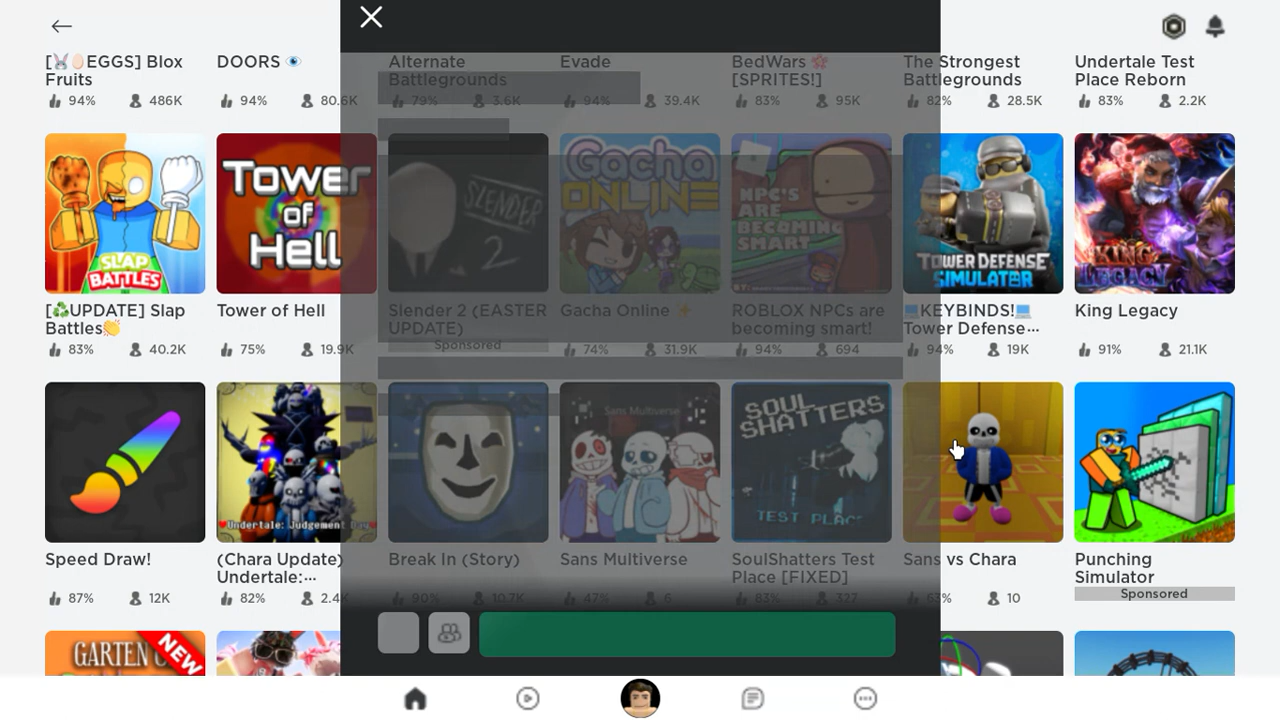 [🐰🥚EGGS] Blox Fruits
94% 486K
DOORS 👁️
94% 80.6K
Alternate Battlegrounds
79% 3.6K
Evade
94% 39.4K
BedWars 🌸 [SPRITES!]
83% 95K
The Strongest Battlegrounds
82% 28.5K
Undertale Test Place Reborn
83% 2.2K
SLAP
BATTLES
[♻️UPDATE] Slap Battles👏
83% 40.2K
TOWER
of
Hell
Tower of Hell
75% 19.9K
SLENDER
2
Slender 2 (EASTER UPDATE)
Sponsored
Gacha
ONLINE
Gacha Online ✨
74% 31.9K
NPC'S
ARE
BECOMING
SMART
ROBLOX NPCs are becoming smart!
94% 694
TOWER DEFENSE
SIMULATOR
💻KEYBINDS!💻 Tower Defense···
94% 19K
KING
LEGACY
King Legacy
91% 21.1K
Speed Draw!
87% 12K
Undertale: Judgement Day
(Chara Update) Undertale:···
82% 2.4K
Break In (Story)
90% 10.7K
Sans Multiverse
Sans Multiverse
47% 6
SOUL
SHATTERS
TEST PLACE
SoulShatters Test Place [FIXED]
83% 327
Sans vs Chara
63% 10
Punching Simulator
Sponsored
GARTEN O
NEW